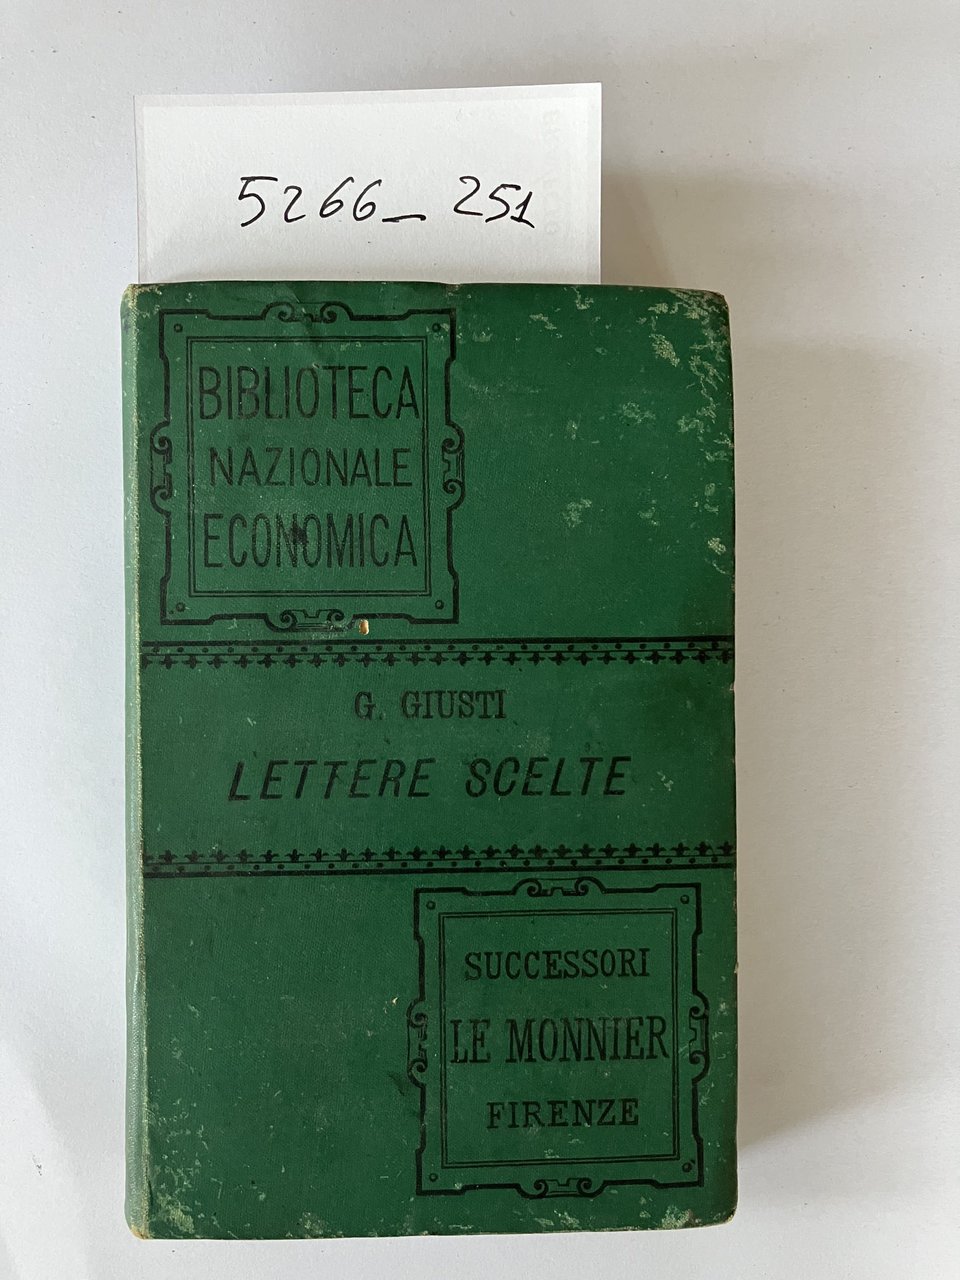 5266_251
BIBLIOTECA
NAZIONALE
ECONOMICA
G. GIUSTI
LETTERE SCELTE
SUCCESSORI
LE MONNIER
FIRENZE